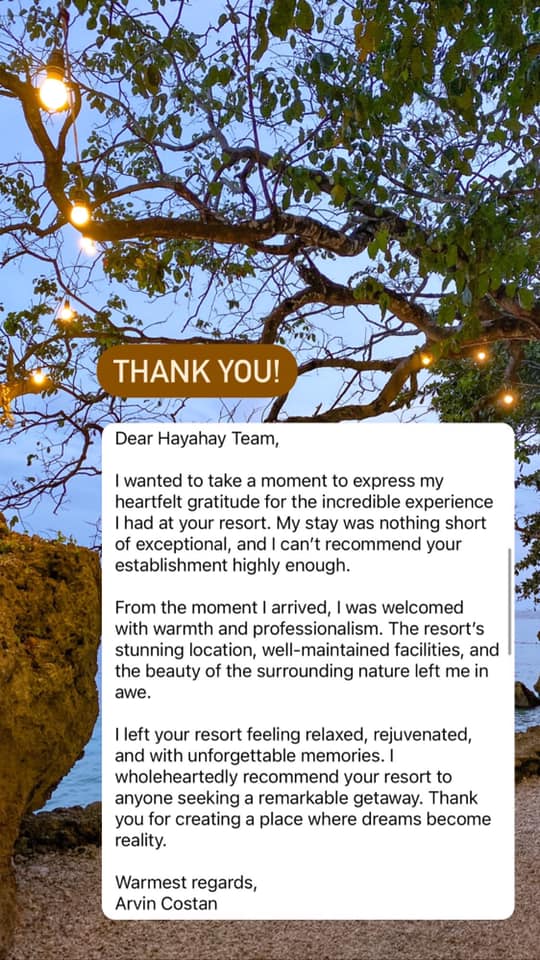 THANK YOU!
Dear Hayahay Team,
I wanted to take a moment to express my
heartfelt gratitude for the incredible experience
I had at your resort. My stay was nothing short
of exceptional, and I can’t recommend your
establishment highly enough.
From the moment I arrived, I was welcomed
with warmth and professionalism. The resort’s
stunning location, well-maintained facilities, and
the beauty of the surrounding nature left me in
awe.
I left your resort feeling relaxed, rejuvenated,
and with unforgettable memories. I
wholeheartedly recommend your resort to
anyone seeking a remarkable getaway. Thank
you for creating a place where dreams become
reality.
Warmest regards,
Arvin Costan